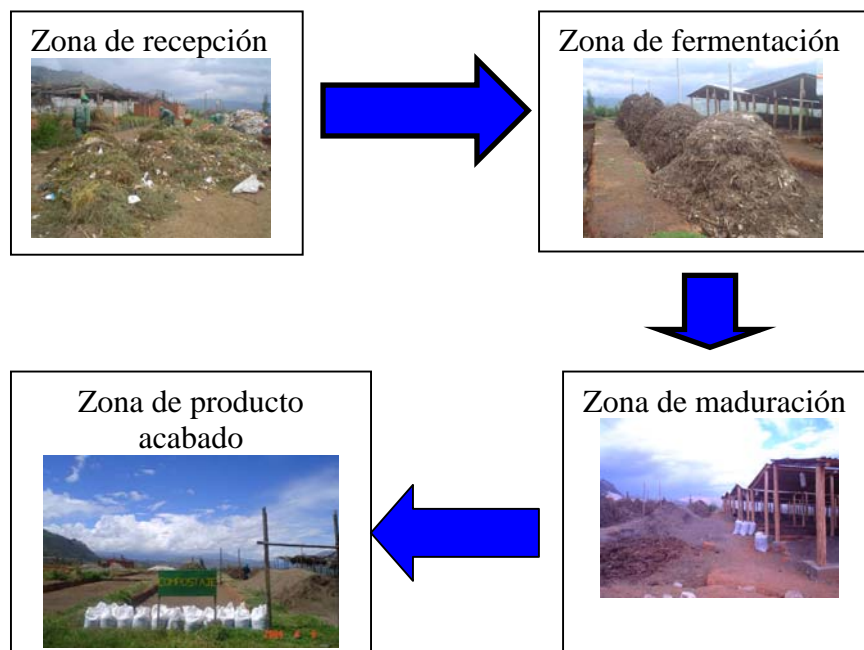 Zona de recepción
Zona de fermentación
Zona de maduración
Zona de producto
acabado
COMPOSTAJE